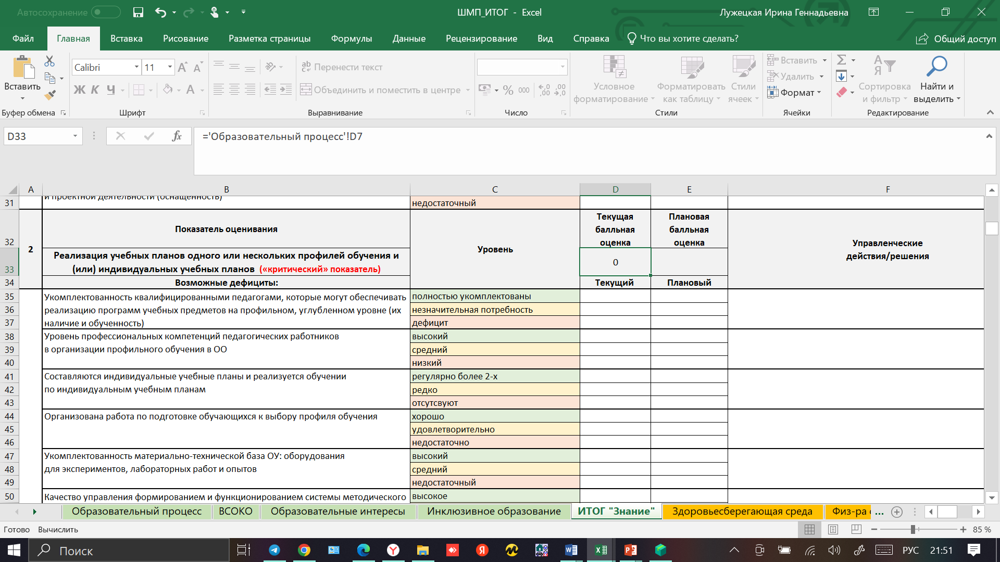 Автосохранение
ШМП_ИТОГ - Excel
Лужецкая Ирина Геннадьевна
Файл Главная Вставка Рисование Разметка страницы Формулы Данные Рецензирование Вид Справка Что вы хотите сделать? Общий доступ
Вставить
Буфер обмена
Calibri 11
Ж К Ч
Шрифт
Перенести текст
Объединить и поместить в центре
Выравнивание
% 000
Число
Условное форматирование
Форматировать как таблицу
Стили ячеек
Стили
Вставить
Удалить
Формат
Ячейки
Сортировка и фильтр
Найти и выделить
Редактирование
D33
fx
='Образовательный процесс'!D7
A B C D E F
31 и проектной деятельности (оснащенность) недостаточный
32 Показатель оценивания
Текущая балльная оценка
Плановая балльная оценка
2
Уровень
Управленческие
действия/решения
33 Реализация учебных планов одного или нескольких профилей обучения и
(или) индивидуальных учебных планов («критический» показатель)
0
34 Возможные дефициты: Текущий Плановый
35 Укомплектованность квалифицированными педагогами, которые могут обеспечивать полностью укомплектованы
36 реализацию программ учебных предметов на профильном, углубленном уровне (их незначительная потребность
37 наличие и обученность) дефицит
38 Уровень профессиональных компетенций педагогических работников высокий
39 в организации профильного обучения в ОО средний
40 низкий
41 Составляются индивидуальные учебные планы и реализуется обучении регулярно более 2-х
42 по индивидуальным учебным планам редко
43 отсутсвуют
44 Организована работа по подготовке обучающихся к выбору профиля обучения хорошо
45 удовлетворительно
46 недостаточно
47 Укомплектованность материально-технической база ОУ: оборудования высокий
48 для экспериментов, лабораторных работ и опытов средний
49 недостаточный
50 Качество управления формированием и функционированием системы методического высокое
Образовательный процесс ВСОКО Образовательные интересы Инклюзивное образование ИТОГ "Знание" Здоровьесберегающая среда Физ-ра ...
Готово Вычислить 85 %
Поиск
РУС 21:51